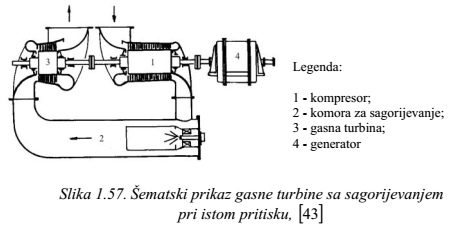 3
1
4
2
Legenda:
1 - kompresor;
2 - komora za sagorijevanje;
3 - gasna turbina;
4 - generator
Slika 1.57. Šematski prikaz gasne turbine sa sagorijevanjem
pri istom pritisku, [43]